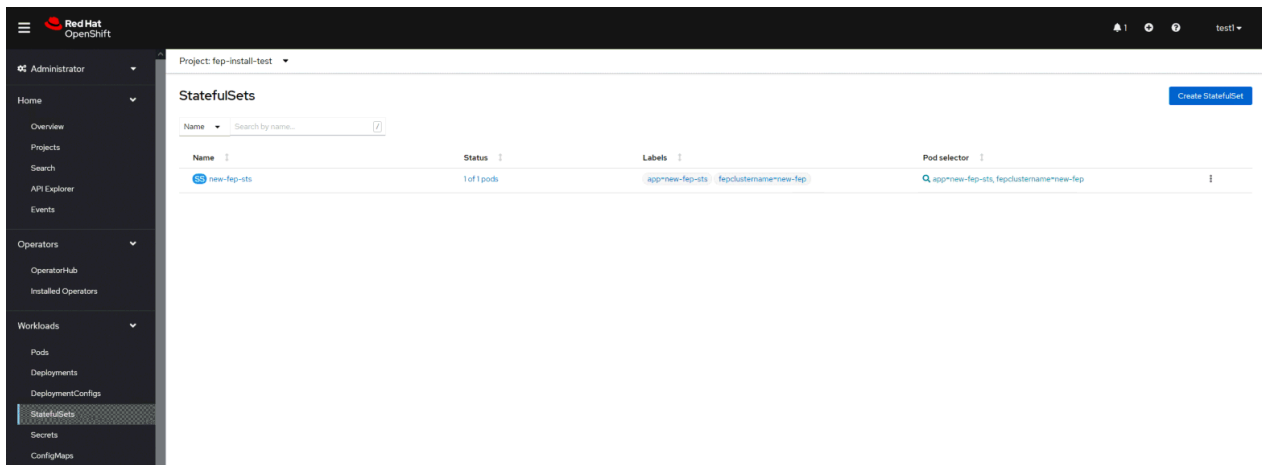 Red Hat
OpenShift
1
test1
Administrator
Project: fep-install-test
Home
StatefulSets
Create StatefulSet
Overview
Name
Search by name...
/
Projects
Name
Status
Labels
Pod selector
Search
SS new-fep-sts
1 of 1 pods
app=new-fep-sts
fepclustername=new-fep
app=new-fep-sts, fepclustername=new-fep
API Explorer
Events
Operators
OperatorHub
Installed Operators
Workloads
Pods
Deployments
DeploymentConfigs
StatefulSets
Secrets
ConfigMaps